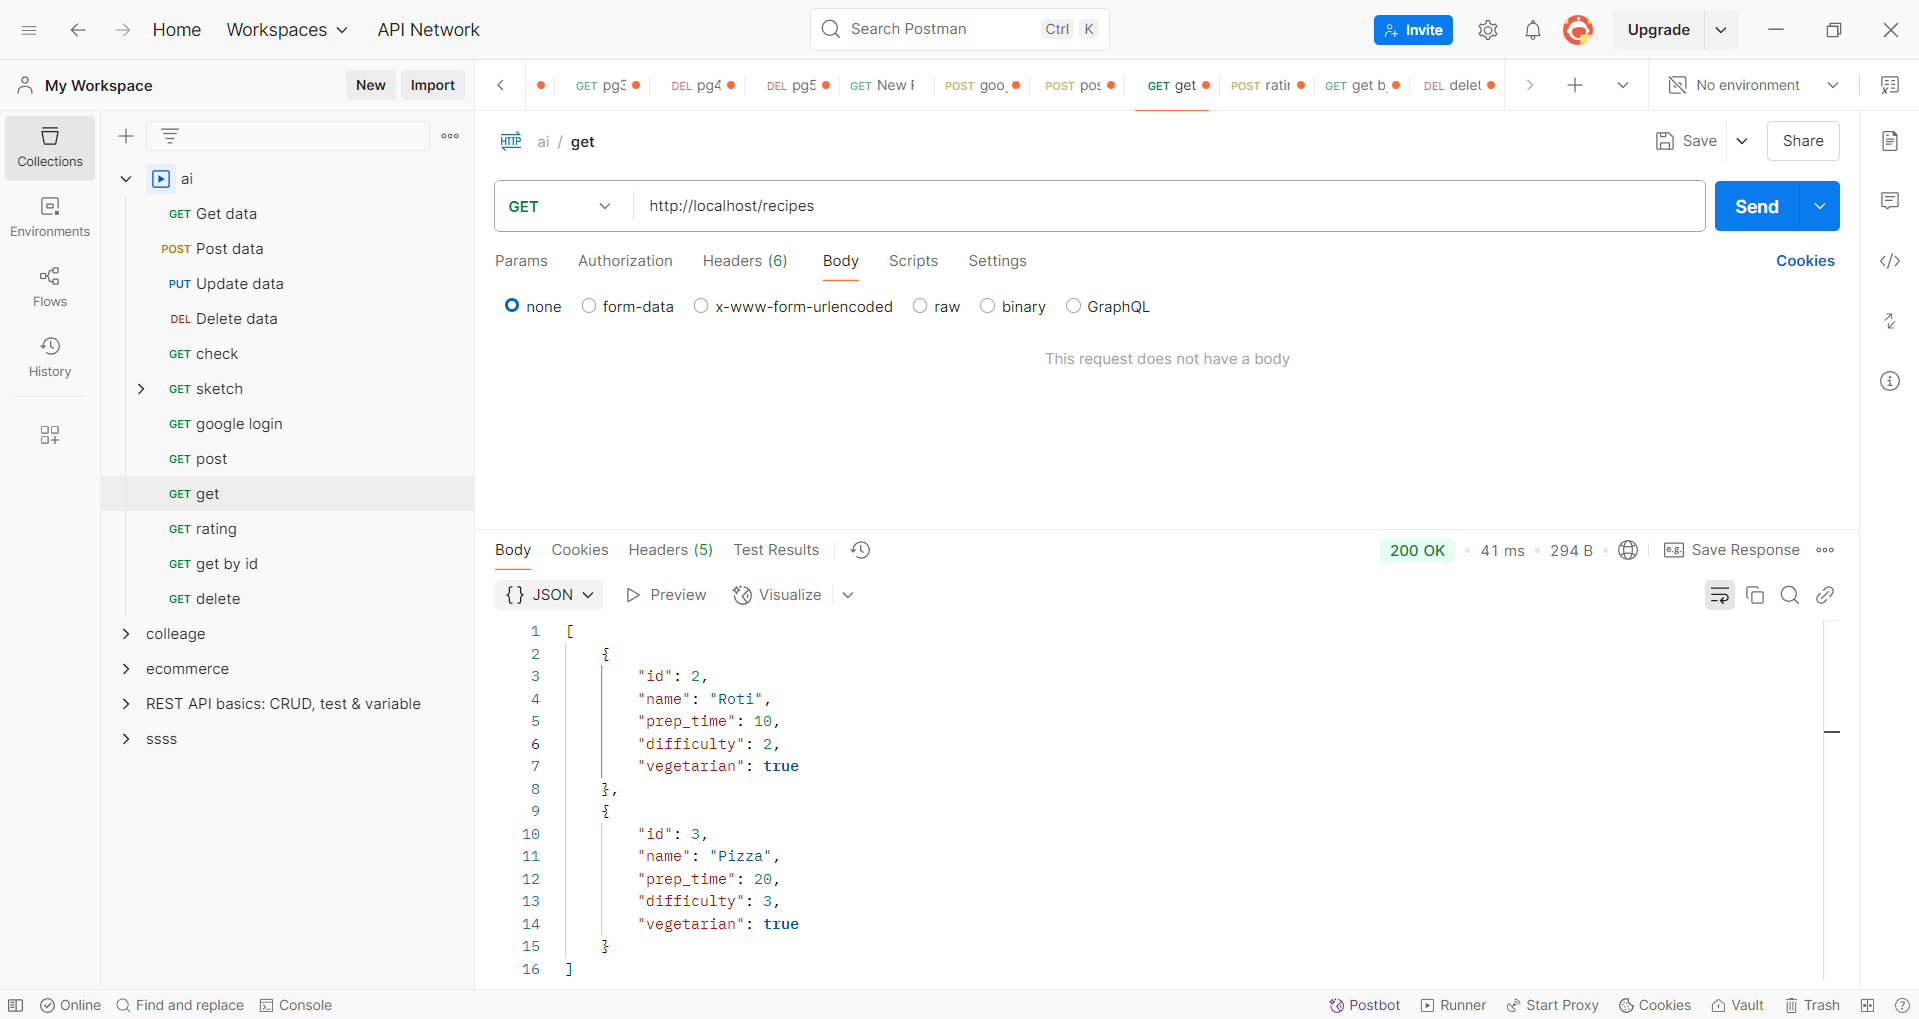 Home Workspaces API Network Search Postman Ctrl K Invite Upgrade
My Workspace New Import GET pg3 DEL pg4 DEL pg5 GET New POST goo POST pos GET get POST ratir GET get b DEL delet No environment
Collections
Environments
Flows
History
ai
GET Get data
POST Post data
PUT Update data
DEL Delete data
GET check
GET sketch
GET google login
GET post
GET get
GET rating
GET get by id
GET delete
colleage
ecommerce
REST API basics: CRUD, test & variable
ssss
HTTP ai / get Save Share
GET http://localhost/recipes Send
Params Authorization Headers (6) Body Scripts Settings Cookies
none form-data x-www-form-urlencoded raw binary GraphQL
This request does not have a body
Body Cookies Headers (5) Test Results 200 OK 41 ms 294 B e.g. Save Response
{} JSON Preview Visualize
1 [
2 {
3 "id": 2,
4 "name": "Roti",
5 "prep_time": 10,
6 "difficulty": 2,
7 "vegetarian": true
8 },
9 {
10 "id": 3,
11 "name": "Pizza",
12 "prep_time": 20,
13 "difficulty": 3,
14 "vegetarian": true
15 }
16 ]
Online Find and replace Console Postbot Runner Start Proxy Cookies Vault Trash